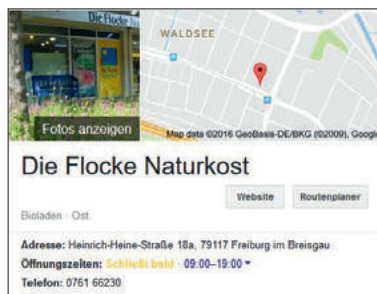 Die Flocke Nat
WALDSEE
Fotos anzeigen
Map data ©2016 GeoBasis-DE/BKG (©2009), Google
Die Flocke Naturkost
Website Routenplaner
Bioladen · Ost
Adresse: Heinrich-Heine-Straße 18a, 79117 Freiburg im Breisgau
Öffnungszeiten: Schließt bald · 09:00–19:00
Telefon: 0761 66230